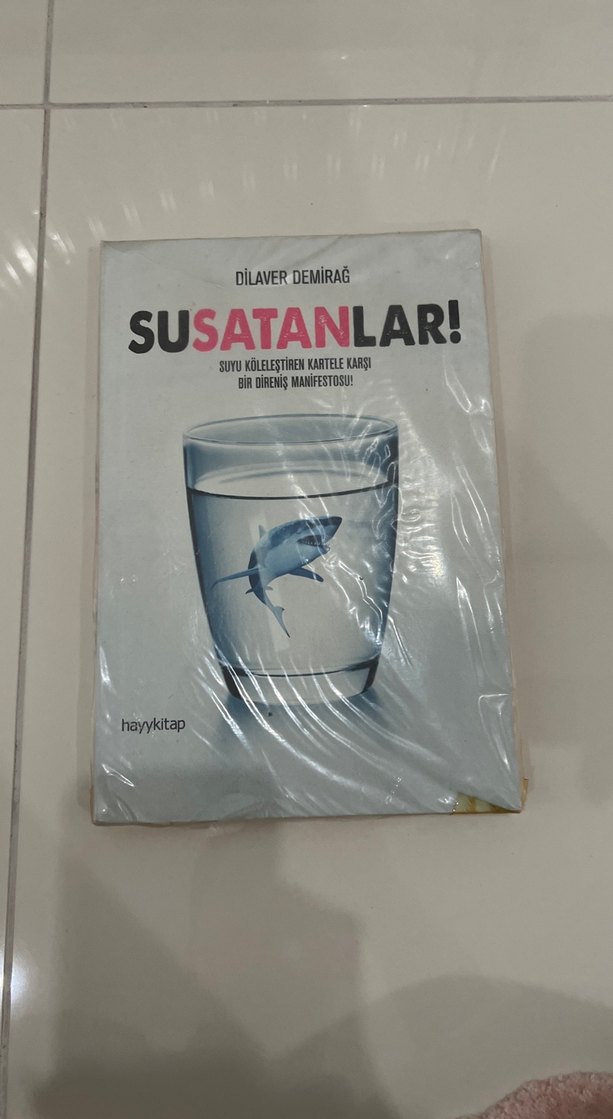 DİLAVER DEMİRAĞ
SUSATANLAR!
SUYU KÖLELEŞTİREN KARTELE KARŞI
BİR DİRENİŞ MANİFESTOSU!
hayykitap